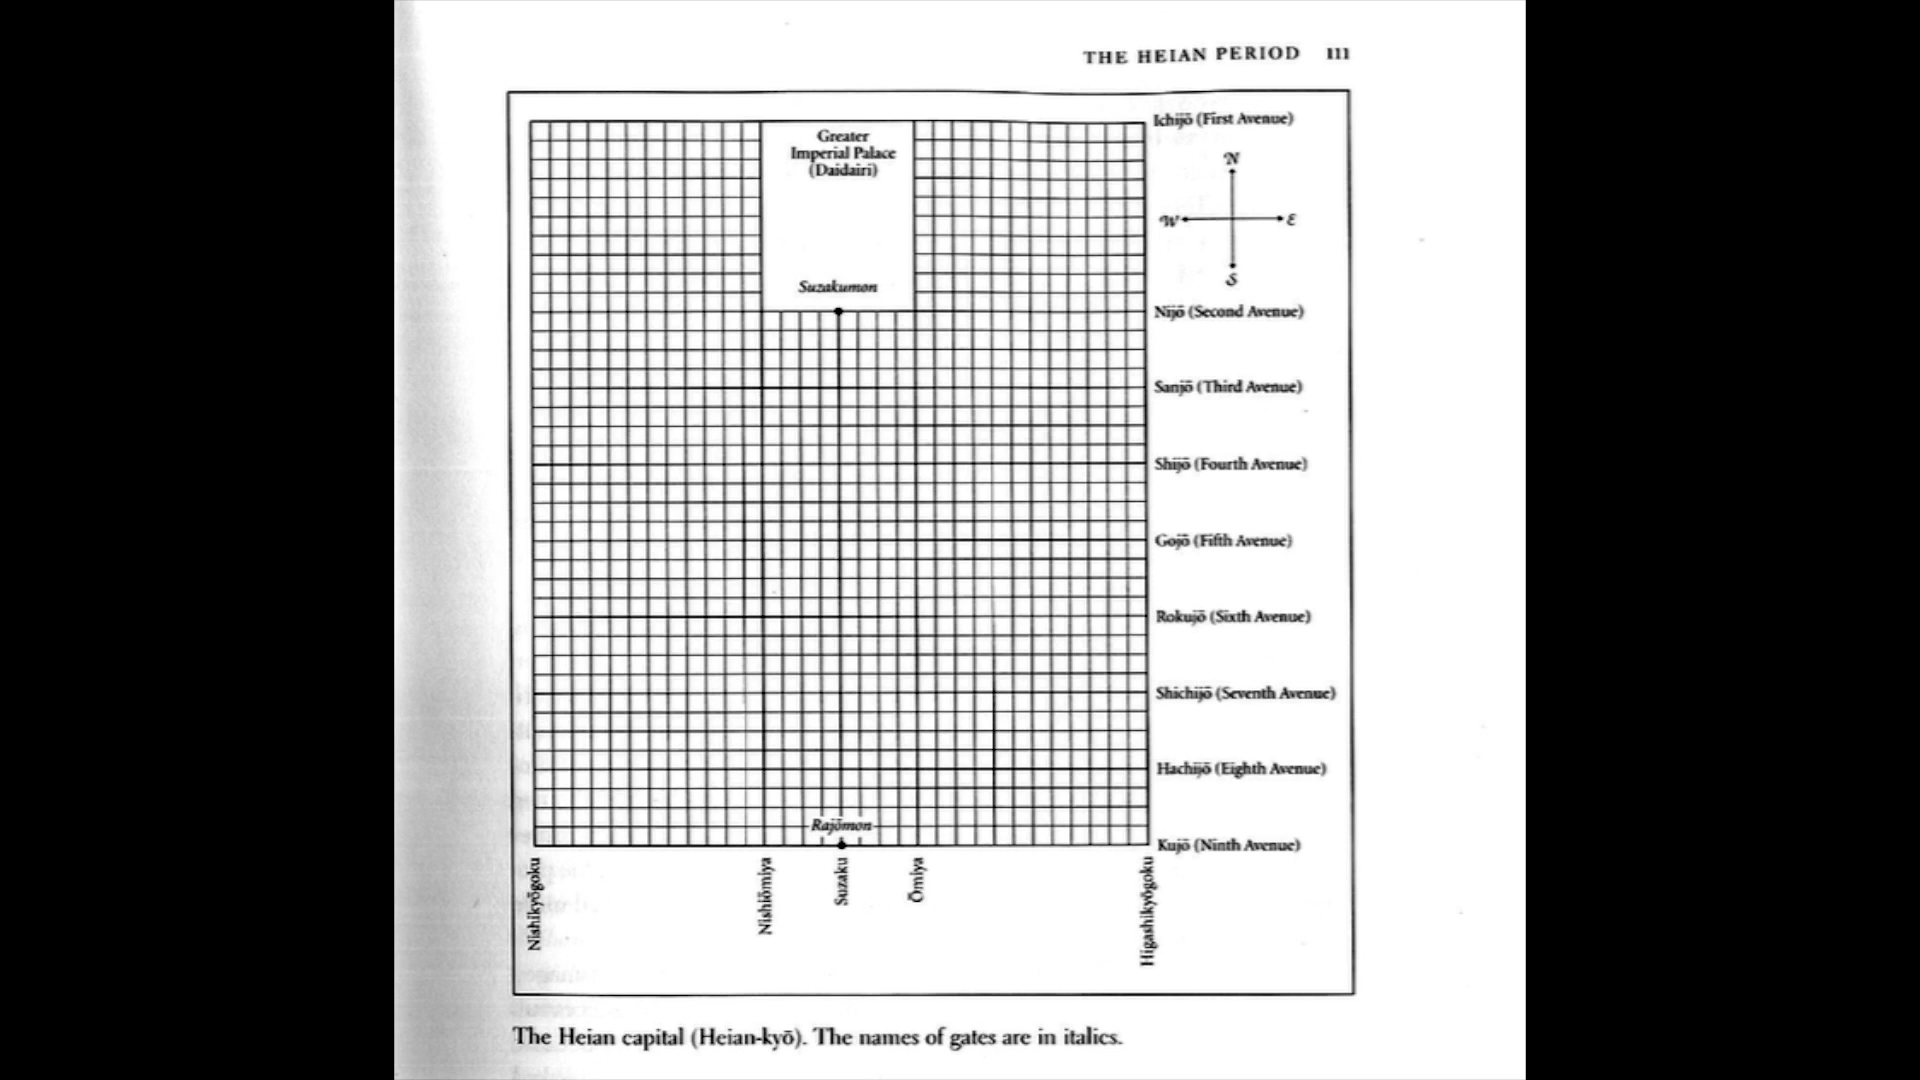 THE HEIAN PERIOD 111
Ichijō (First Avenue)
Greater
Imperial Palace
(Daidairi)
N
W E
S
Suzakumon
Nijō (Second Avenue)
Sanjō (Third Avenue)
Shijō (Fourth Avenue)
Gojō (Fifth Avenue)
Rokujō (Sixth Avenue)
Shichijō (Seventh Avenue)
Hachijō (Eighth Avenue)
Rajōmon
Kujō (Ninth Avenue)
Nishikyōgoku
Nishiōmiya
Suzaku
Ōmiya
Higashikyōgoku
The Heian capital (Heian-kyō). The names of gates are in italics.